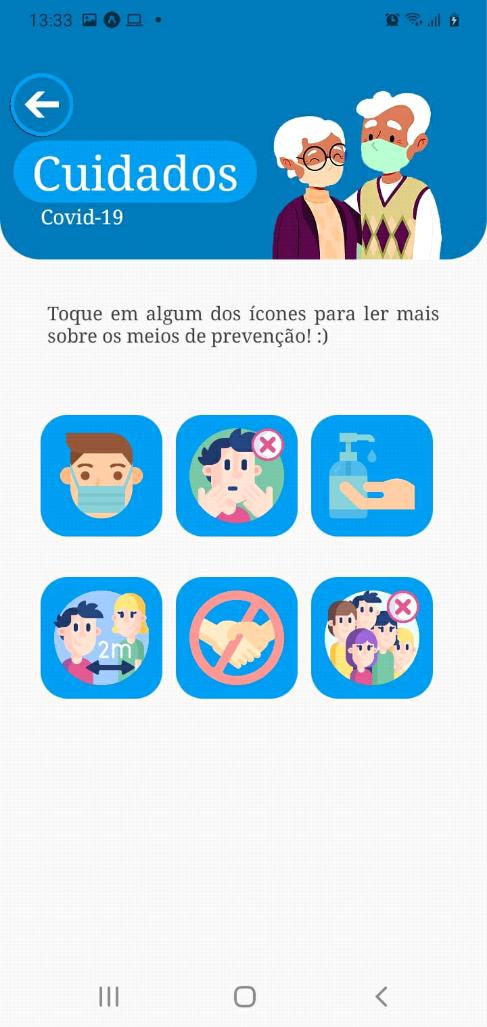 13:33
Cuidados
Covid-19
Toque em algum dos ícones para ler mais
sobre os meios de prevenção! :)
2m